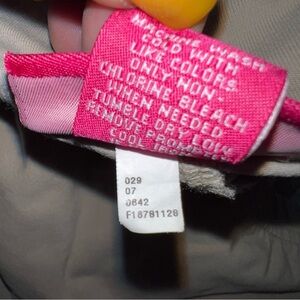 MACHINE WASH
COLD WITH
LIKE COLORS.
ONLY NON-
CHLORINE BLEACH
WHEN NEEDED
TUMBLE DRY LOW
REMOVE PROMPTLY
COOL IRON
029
07
0642
F18781128